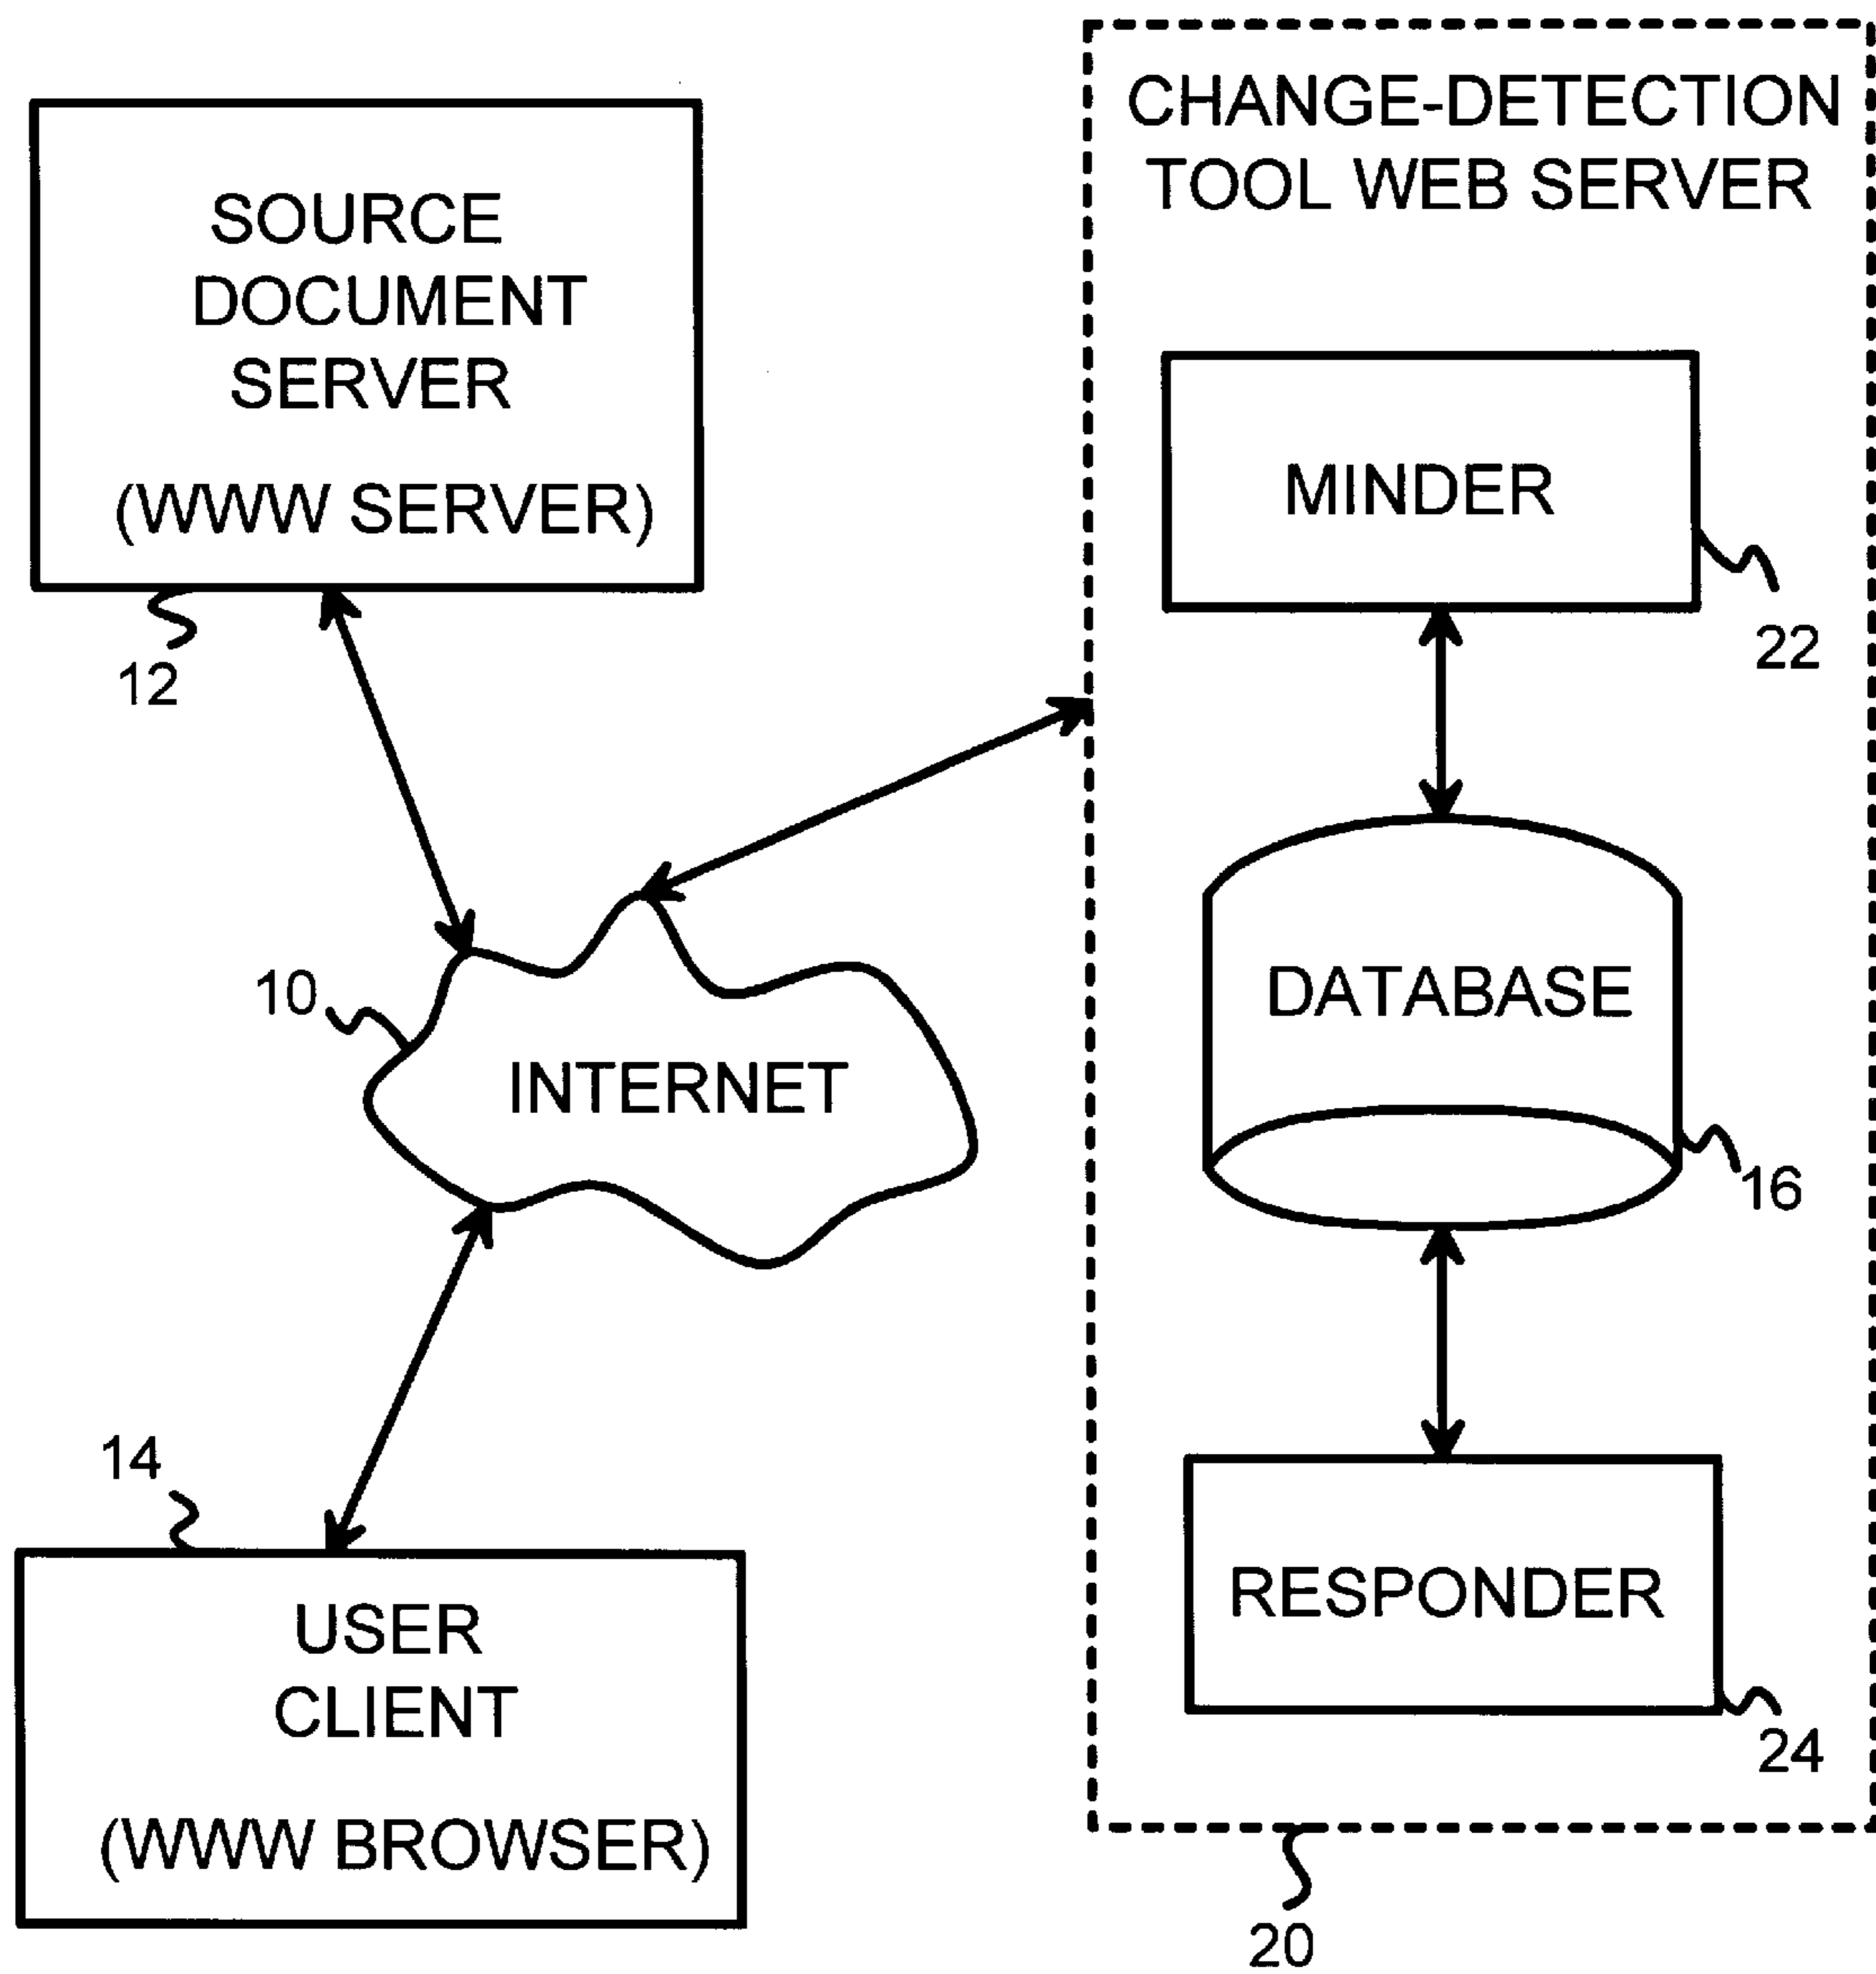 SOURCE
DOCUMENT
SERVER
(WWW SERVER)
12
CHANGE-DETECTION
TOOL WEB SERVER
MINDER
22
10
INTERNET
DATABASE
16
14
USER
CLIENT
(WWW BROWSER)
RESPONDER
24
20